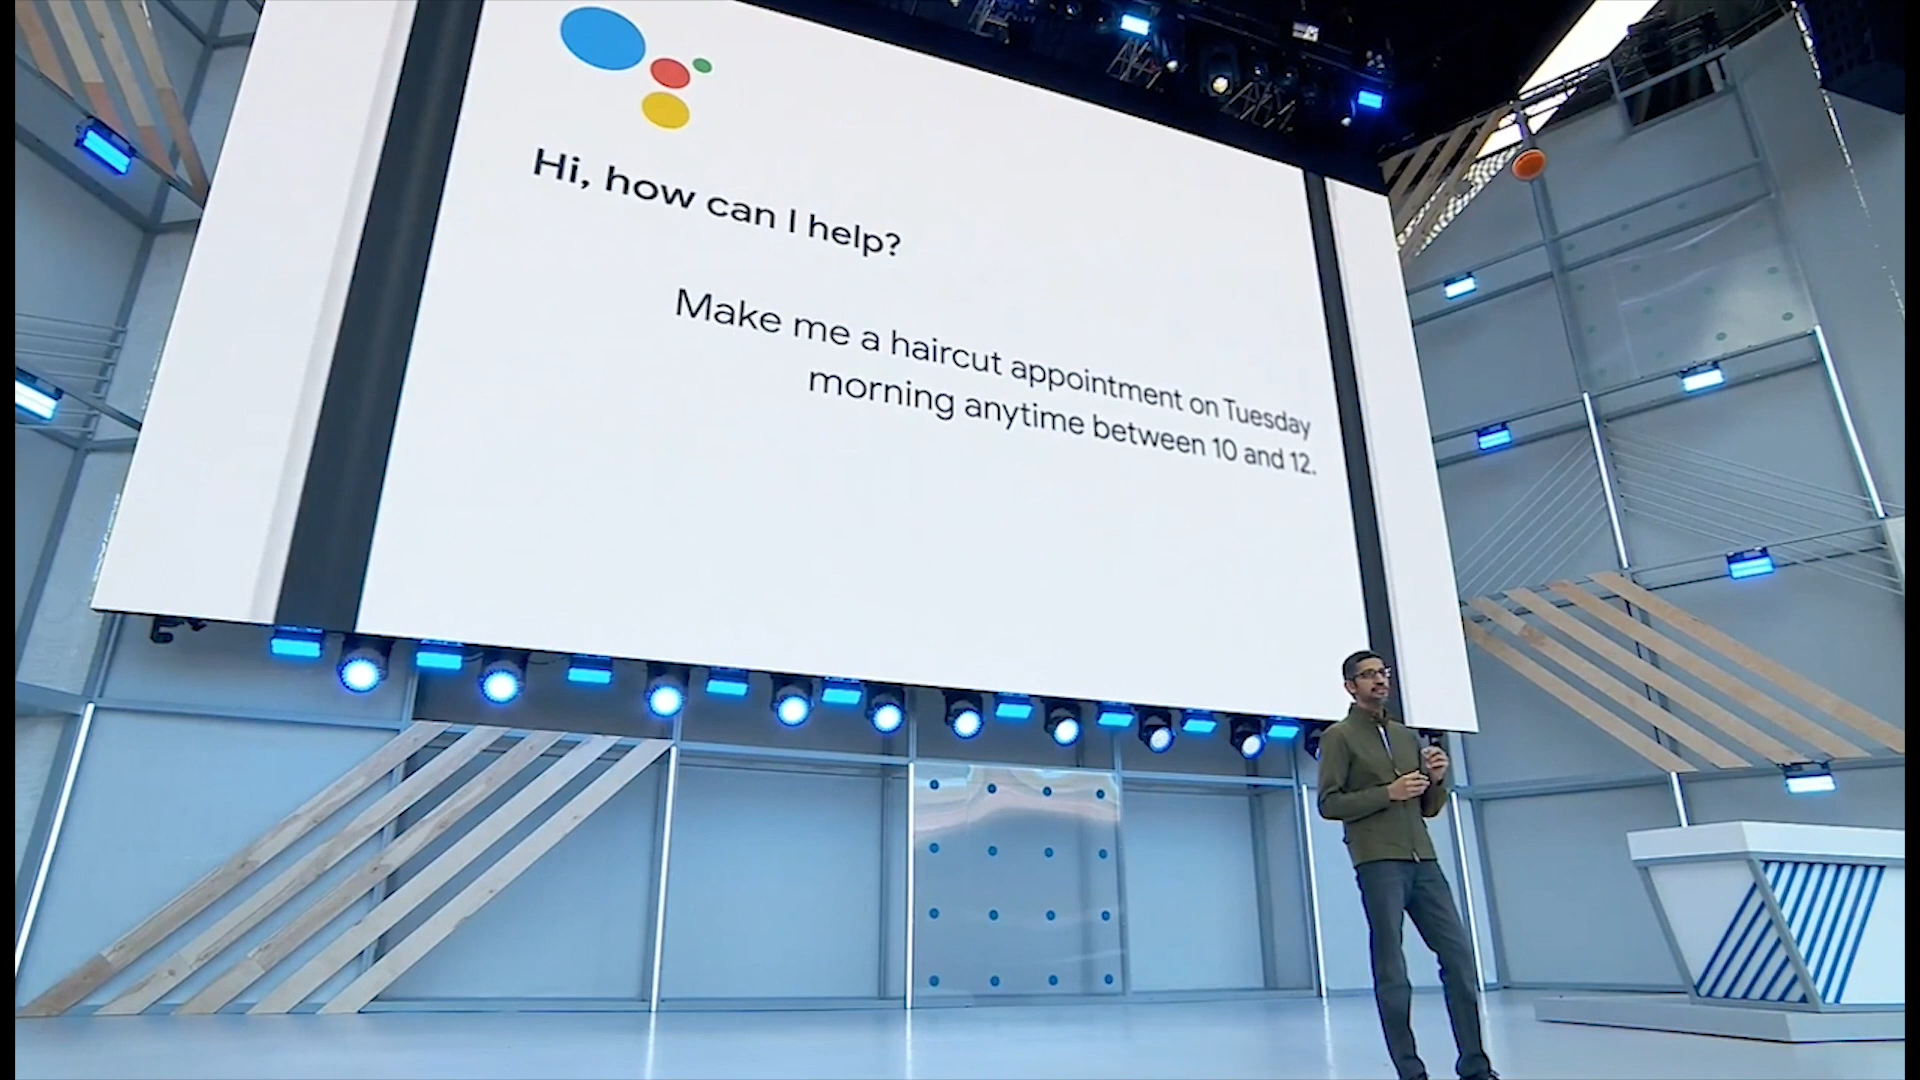 Hi, how can I help?
Make me a haircut appointment on Tuesday
morning anytime between 10 and 12.